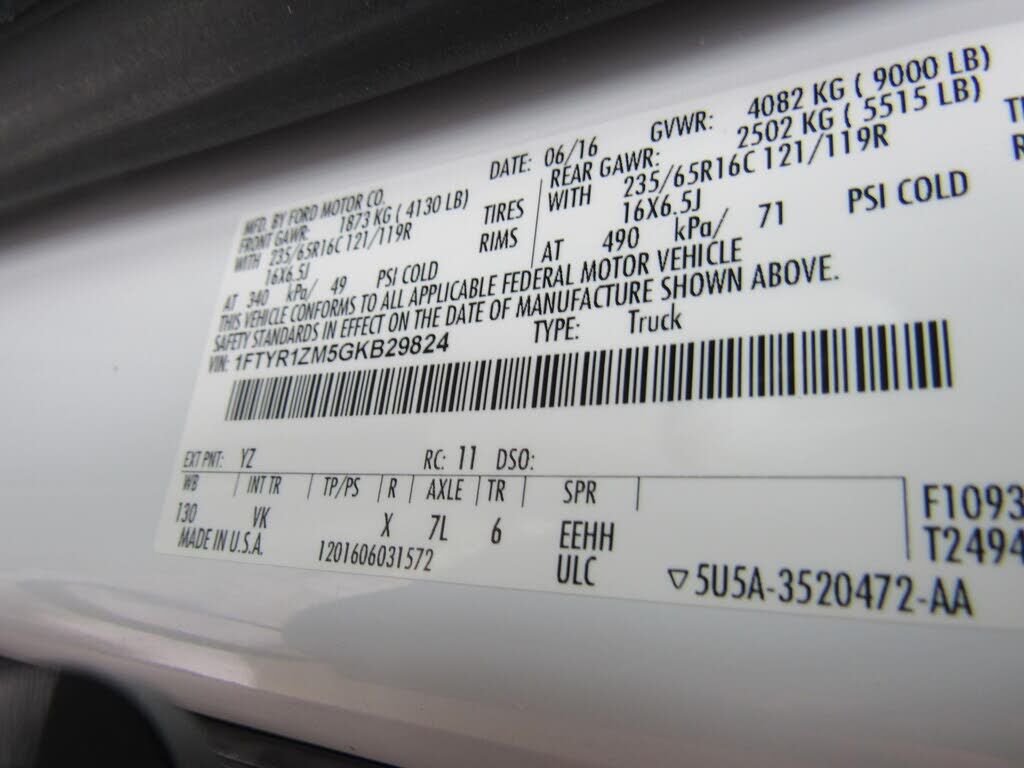 MFD. BY FORD MOTOR CO. DATE: 06/16 GVWR: 4082 KG ( 9000 LB)
FRONT GAWR: 1873 KG ( 4130 LB) REAR GAWR: 2502 KG ( 5515 LB)
WITH 235/65R16C 121/119R TIRES WITH 235/65R16C 121/119R
16X6.5J RIMS 16X6.5J
AT 340 kPa/ 49 PSI COLD AT 490 kPa/ 71 PSI COLD
THIS VEHICLE CONFORMS TO ALL APPLICABLE FEDERAL MOTOR VEHICLE
SAFETY STANDARDS IN EFFECT ON THE DATE OF MANUFACTURE SHOWN ABOVE.
VIN: 1FTYR1ZM5GKB29824 TYPE: Truck
EXT PNT: YZ RC: 11 DSO:
WB INT TR TP/PS R AXLE TR SPR
130 VK X 7L 6 EEHH F1093
MADE IN U.S.A. 1201606031572 ULC T2494
▽5U5A-3520472-AA